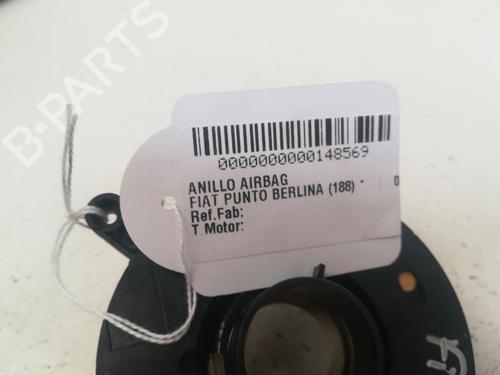 B-PARTS
0000000000148569
ANILLO AIRBAG
FIAT PUNTO BERLINA (188) *
Ref.Fab:
T Motor: